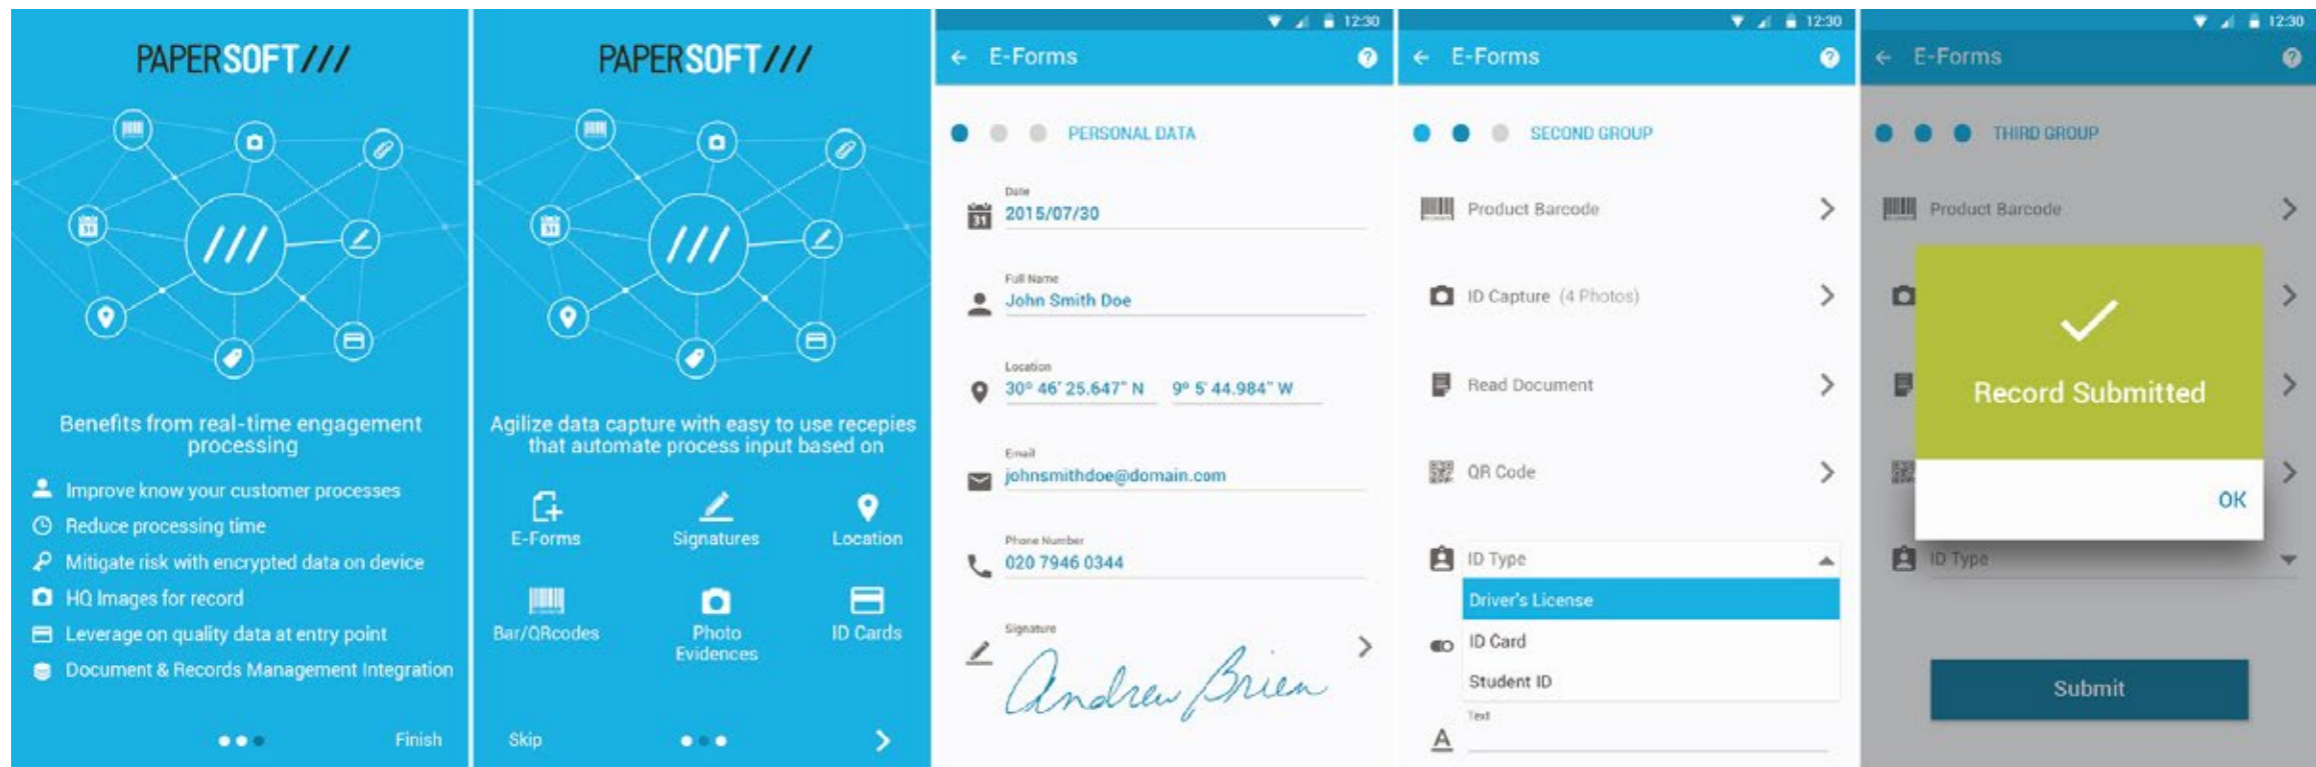 PAPERSOFT///
///
31
Benefits from real-time engagement
processing
Improve know your customer processes
Reduce processing time
Mitigate risk with encrypted data on device
HQ Images for record
Leverage on quality data at entry point
Document & Records Management Integration
Finish
PAPERSOFT///
///
31
Agilize data capture with easy to use recepies
that automate process input based on
E-Forms Signatures Location
Bar/QRcodes Photo Evidences ID Cards
Skip
12:30
E-Forms ?
PERSONAL DATA
Date
31 2015/07/30
Full Name
John Smith Doe
Location
30º 46' 25.647" N 9º 5' 44.984" W
Email
johnsmithdoe@domain.com
Phone Number
020 7946 0344
Signature
Andrew Brien
12:30
E-Forms ?
SECOND GROUP
Product Barcode
ID Capture (4 Photos)
Read Document
QR Code
ID Type
Driver's License
ID Card
Student ID
Text
A
12:30
E-Forms ?
THIRD GROUP
Product Barcode
Record Submitted
OK
ID Type
Submit